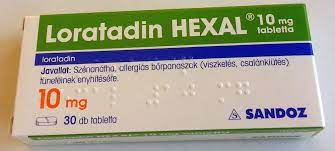 Loratadin HEXAL® 10 mg
tabletta
loratadin
Javallat: Szénanátha, allergiás bőrpanaszok (viszketés, csalánkiütés)
tüneteinek enyhítésére.
10 mg
30 db tabletta
SANDOZ